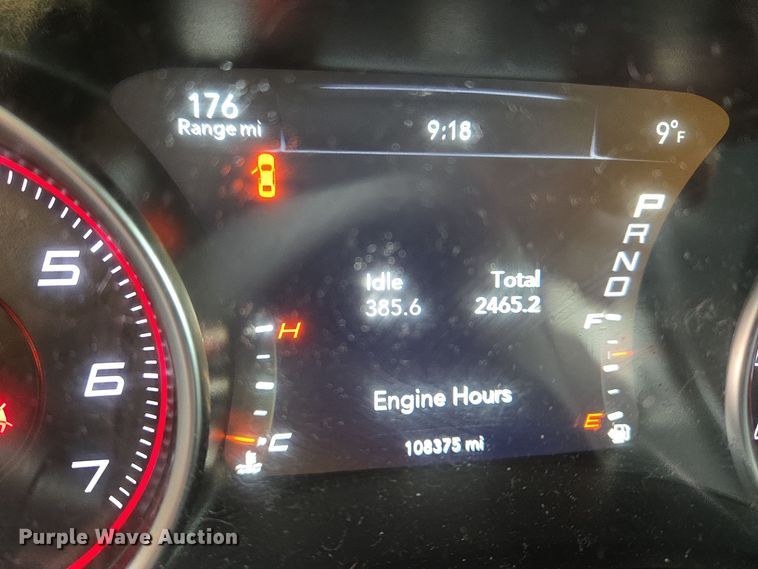 176
Range mi
9:18
9°F
P
R
N
D
5
6
7
Idle
385.6
Total
2465.2
H
C
F
E
Engine Hours
108375 mi
Purple Wave Auction